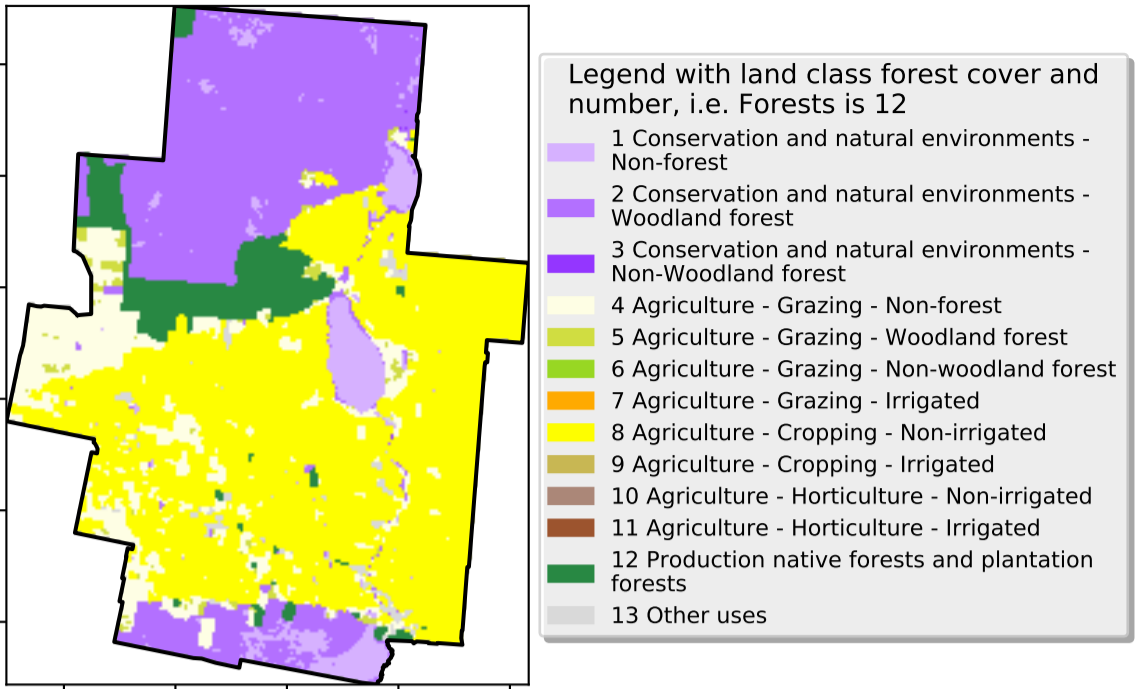 Legend with land class forest cover and
number, i.e. Forests is 12
1 Conservation and natural environments -
Non-forest
2 Conservation and natural environments -
Woodland forest
3 Conservation and natural environments -
Non-Woodland forest
4 Agriculture - Grazing - Non-forest
5 Agriculture - Grazing - Woodland forest
6 Agriculture - Grazing - Non-woodland forest
7 Agriculture - Grazing - Irrigated
8 Agriculture - Cropping - Non-irrigated
9 Agriculture - Cropping - Irrigated
10 Agriculture - Horticulture - Non-irrigated
11 Agriculture - Horticulture - Irrigated
12 Production native forests and plantation
forests
13 Other uses